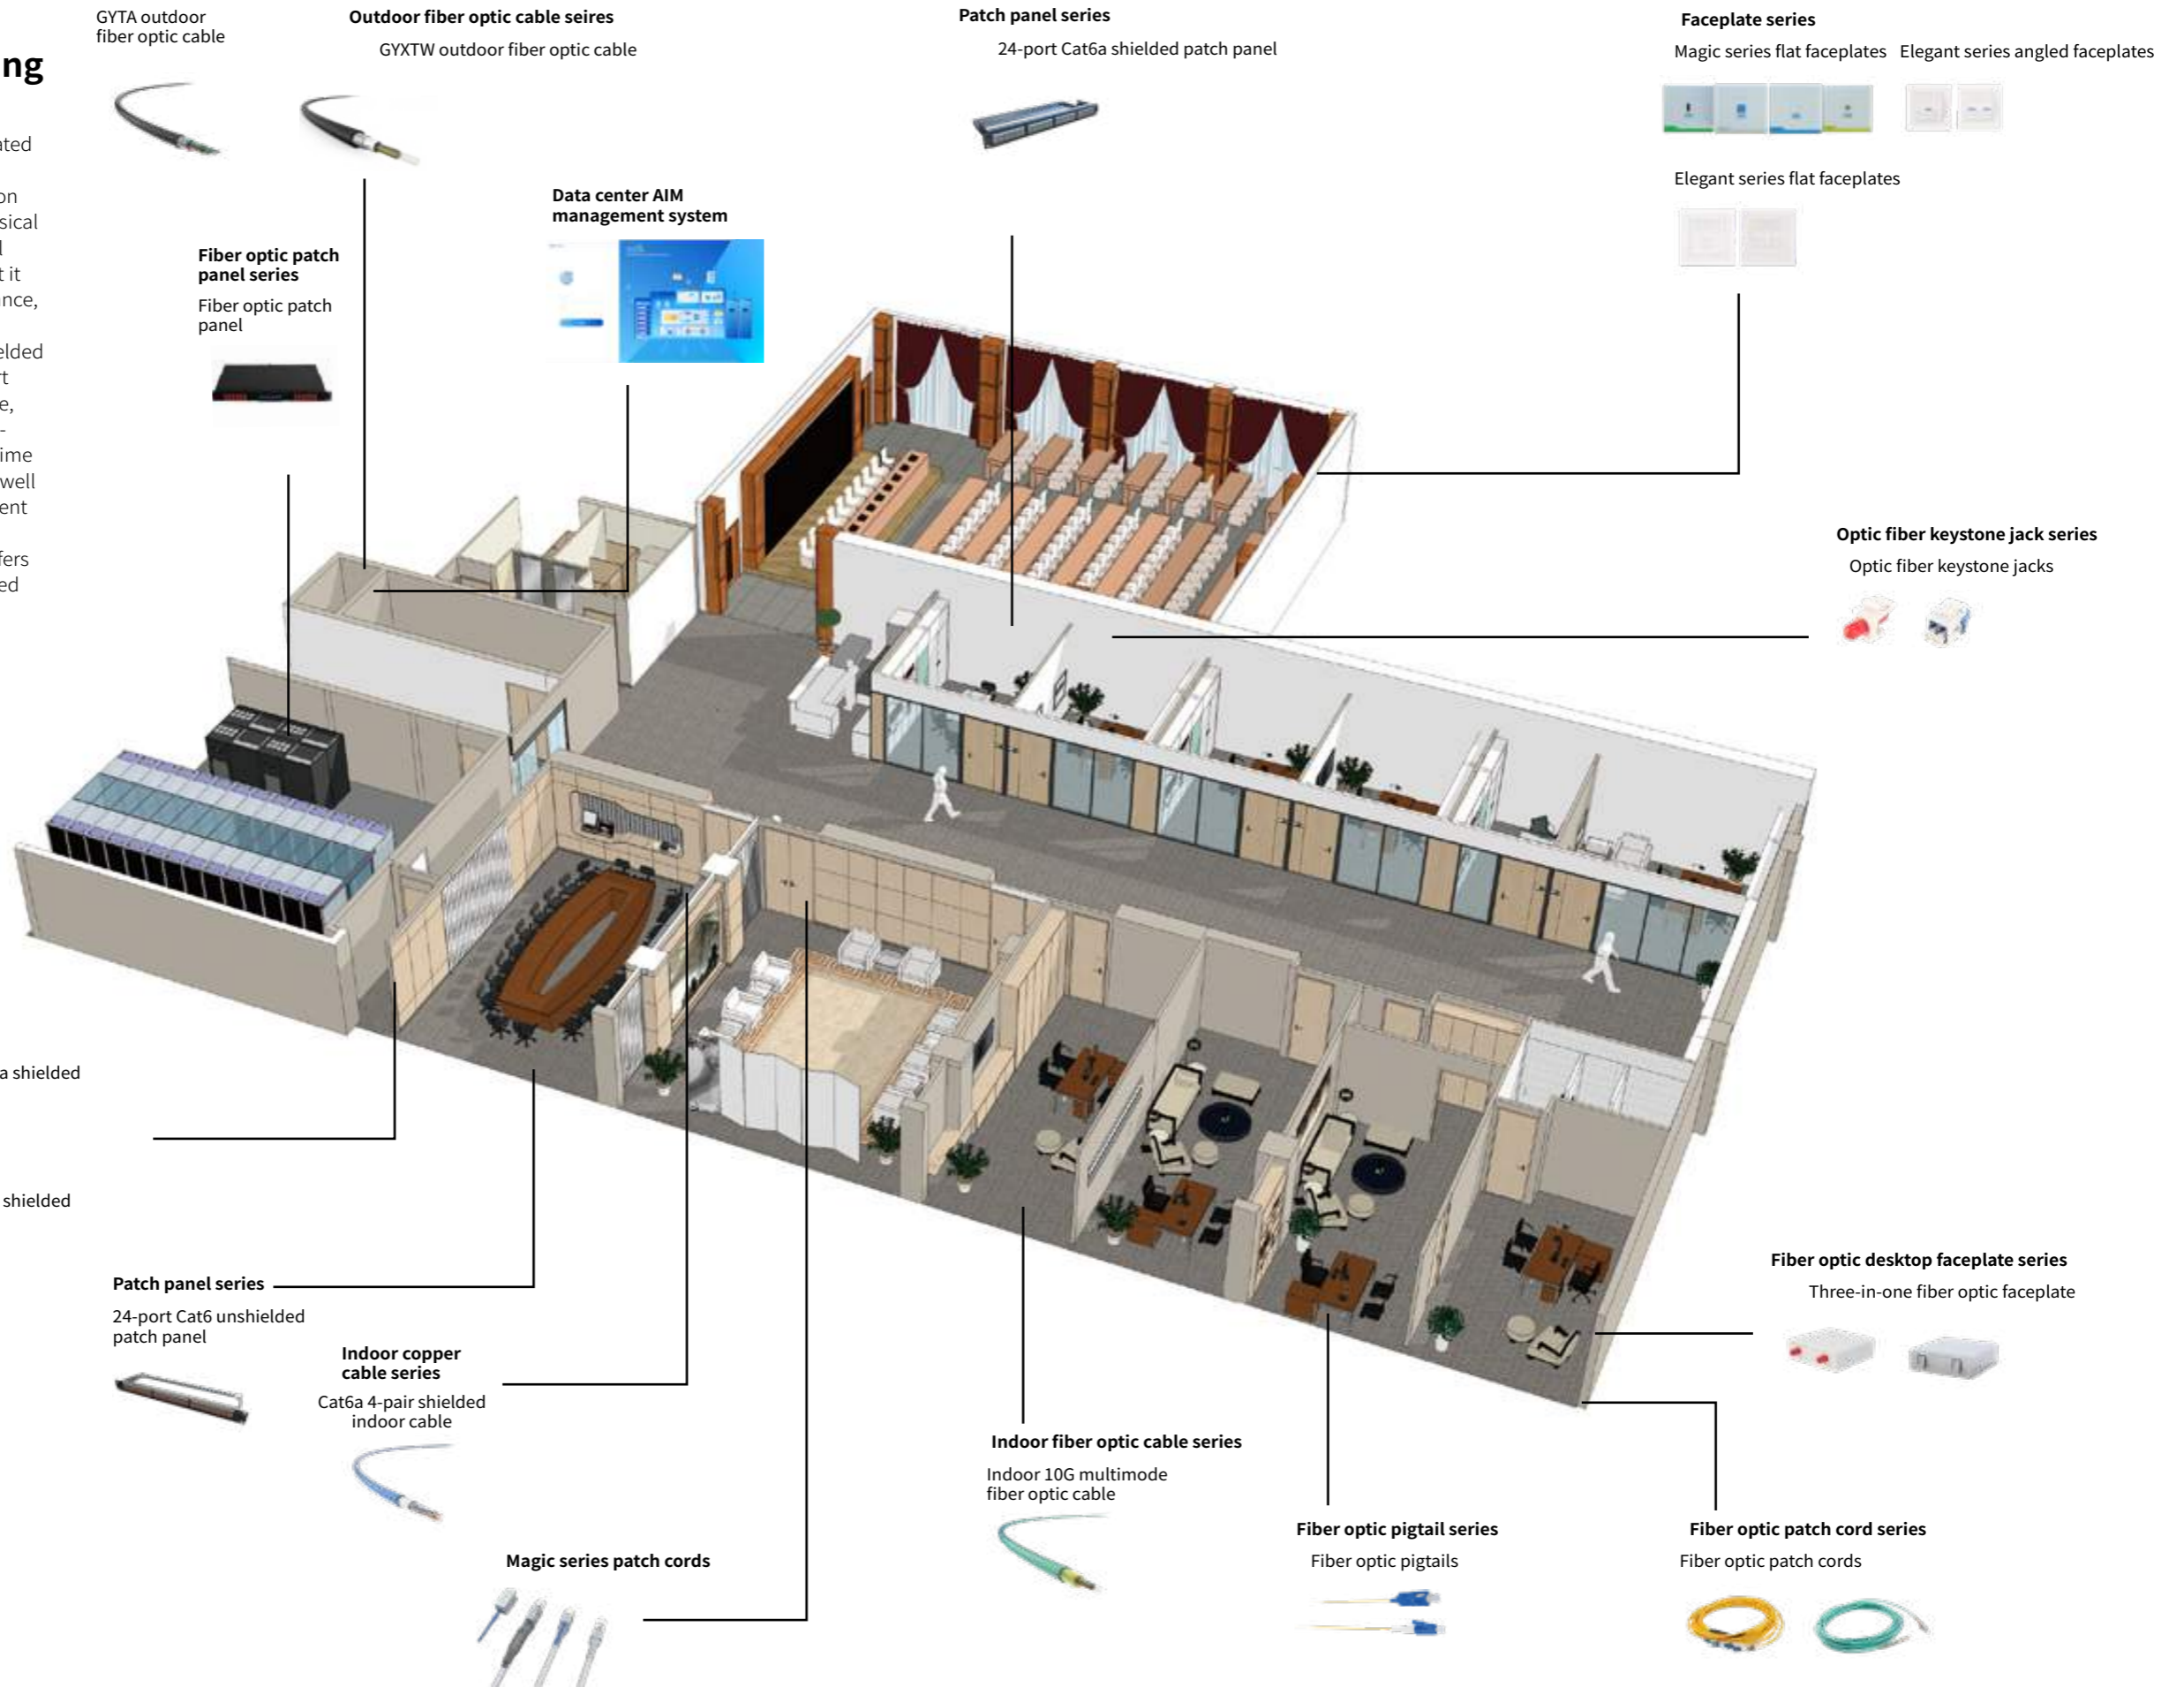 GYTA outdoor
fiber optic cable
Outdoor fiber optic cable seires
GYXTW outdoor fiber optic cable
Patch panel series
24-port Cat6a shielded patch panel
Faceplate series
Magic series flat faceplates
Elegant series angled faceplates
Elegant series flat faceplates
ng
ated
on
sical
l
t it
ance,
elded
rt
e,
-
ime
well
ent
fers
ed
Data center AIM
management system
Fiber optic patch
panel series
Fiber optic patch
panel
Optic fiber keystone jack series
Optic fiber keystone jacks
a shielded
shielded
Patch panel series
24-port Cat6 unshielded
patch panel
Indoor copper
cable series
Cat6a 4-pair shielded
indoor cable
Magic series patch cords
Indoor fiber optic cable series
Indoor 10G multimode
fiber optic cable
Fiber optic pigtail series
Fiber optic pigtails
Fiber optic desktop faceplate series
Three-in-one fiber optic faceplate
Fiber optic patch cord series
Fiber optic patch cords